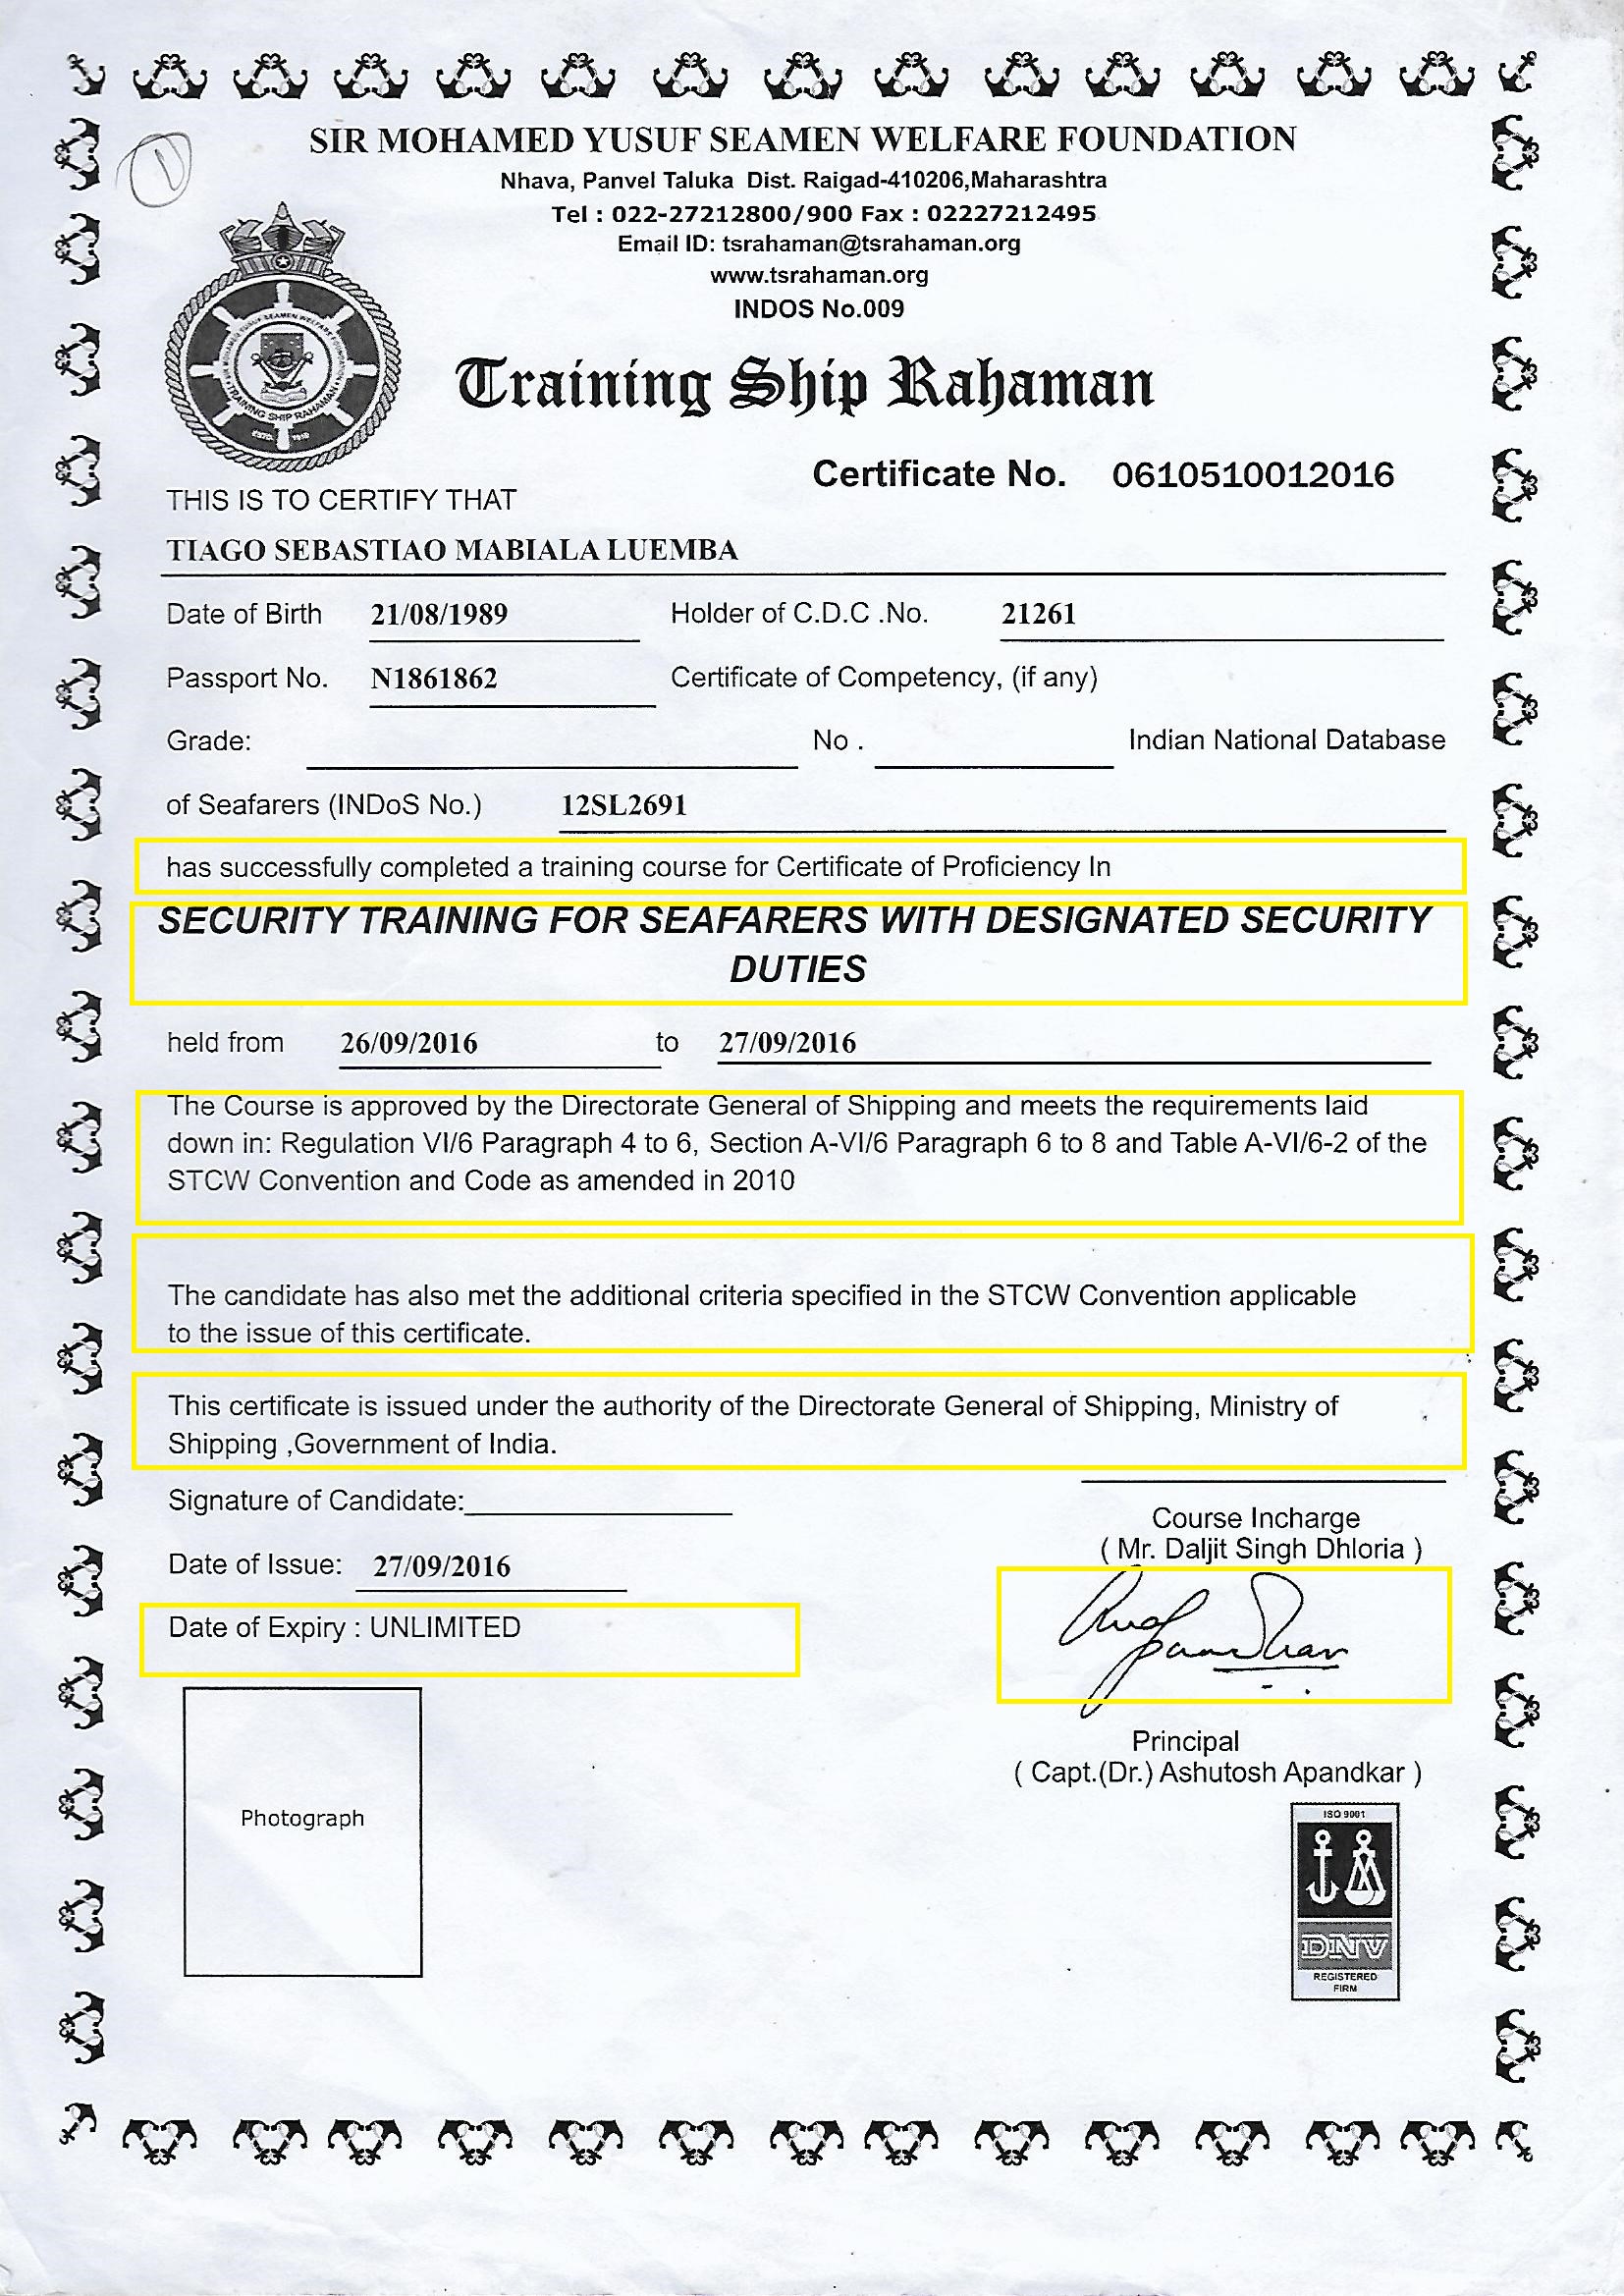 SIR MOHAMED YUSUF SEAMEN WELFARE FOUNDATION
Nhava, Panvel Taluka Dist. Raigad-410206,Maharashtra
Tel : 022-27212800/900 Fax : 02227212495
Email ID: tsrahaman@tsrahaman.org
www.tsrahaman.org
INDOS No.009
Training Ship Rahaman
Certificate No. 0610510012016
THIS IS TO CERTIFY THAT
TIAGO SEBASTIAO MABIALA LUEMBA
Date of Birth 21/08/1989 Holder of C.D.C .No. 21261
Passport No. N1861862 Certificate of Competency, (if any)
Grade: No . Indian National Database
of Seafarers (INDoS No.) 12SL2691
has successfully completed a training course for Certificate of Proficiency In
SECURITY TRAINING FOR SEAFARERS WITH DESIGNATED SECURITY
DUTIES
held from 26/09/2016 to 27/09/2016
The Course is approved by the Directorate General of Shipping and meets the requirements laid
down in: Regulation VI/6 Paragraph 4 to 6, Section A-VI/6 Paragraph 6 to 8 and Table A-VI/6-2 of the
STCW Convention and Code as amended in 2010
The candidate has also met the additional criteria specified in the STCW Convention applicable
to the issue of this certificate.
This certificate is issued under the authority of the Directorate General of Shipping, Ministry of
Shipping ,Government of India.
Signature of Candidate:
Course Incharge
( Mr. Daljit Singh Dhloria )
Date of Issue: 27/09/2016
Date of Expiry : UNLIMITED
Principal
( Capt.(Dr.) Ashutosh Apandkar )
Photograph
ISO 9001
DNV
REGISTERED
FIRM